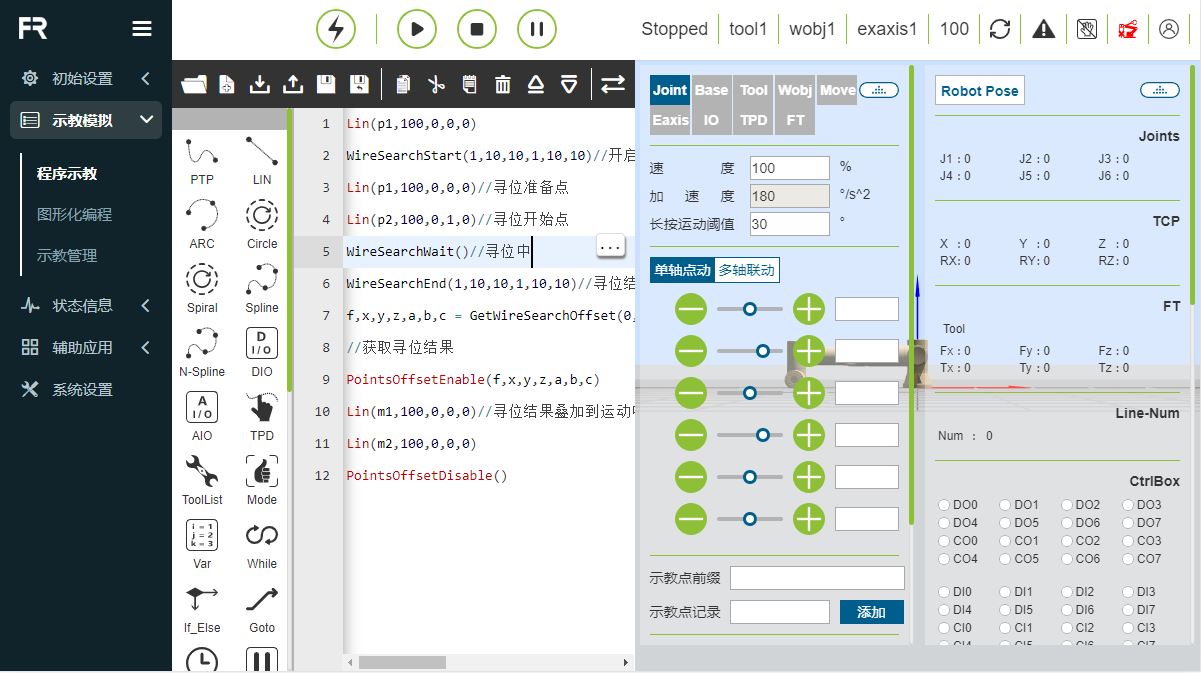 FR
Stopped
tool1
wobj1
exaxis1
100
初始设置
示教模拟
程序示教
图形化编程
示教管理
状态信息
辅助应用
系统设置
PTP
LIN
ARC
Circle
Spiral
Spline
N-Spline
D I/O
DIO
A I/O
AIO
TPD
ToolList
Mode
i = 1
j = 2
k = 3
Var
While
If_Else
Goto
1 Lin(p1,100,0,0,0)
2 WireSearchStart(1,10,10,1,10,10)//开启
3 Lin(p1,100,0,0,0)//寻位准备点
4 Lin(p2,100,0,1,0)//寻位开始点
5 WireSearchWait()//寻位中
...
6 WireSearchEnd(1,10,10,1,10,10)//寻位结
7 f,x,y,z,a,b,c = GetWireSearchOffset(0,
8 //获取寻位结果
9 PointsOffsetEnable(f,x,y,z,a,b,c)
10 Lin(m1,100,0,0,0)//寻位结果叠加到运动中
11 Lin(m2,100,0,0,0)
12 PointsOffsetDisable()
Joint Base Tool Wobj Move
Eaxis IO TPD FT
速 度 100 %
加 速 度 180 °/s^2
长按运动阈值 30 °
单轴点动 多轴联动
示教点前缀
示教点记录 添加
Robot Pose
Joints
J1 : 0 J2 : 0 J3 : 0
J4 : 0 J5 : 0 J6 : 0
TCP
X : 0 Y : 0 Z : 0
RX: 0 RY: 0 RZ: 0
FT
Tool
Fx : 0 Fy : 0 Fz : 0
Tx : 0 Ty : 0 Tz : 0
Line-Num
Num : 0
CtrlBox
DO0 DO1 DO2 DO3
DO4 DO5 DO6 DO7
CO0 CO1 CO2 CO3
CO4 CO5 CO6 CO7
DI0 DI1 DI2 DI3
DI4 DI5 DI6 DI7
CI0 CI1 CI2 CI3
CI4 CI5 CI6 CI7